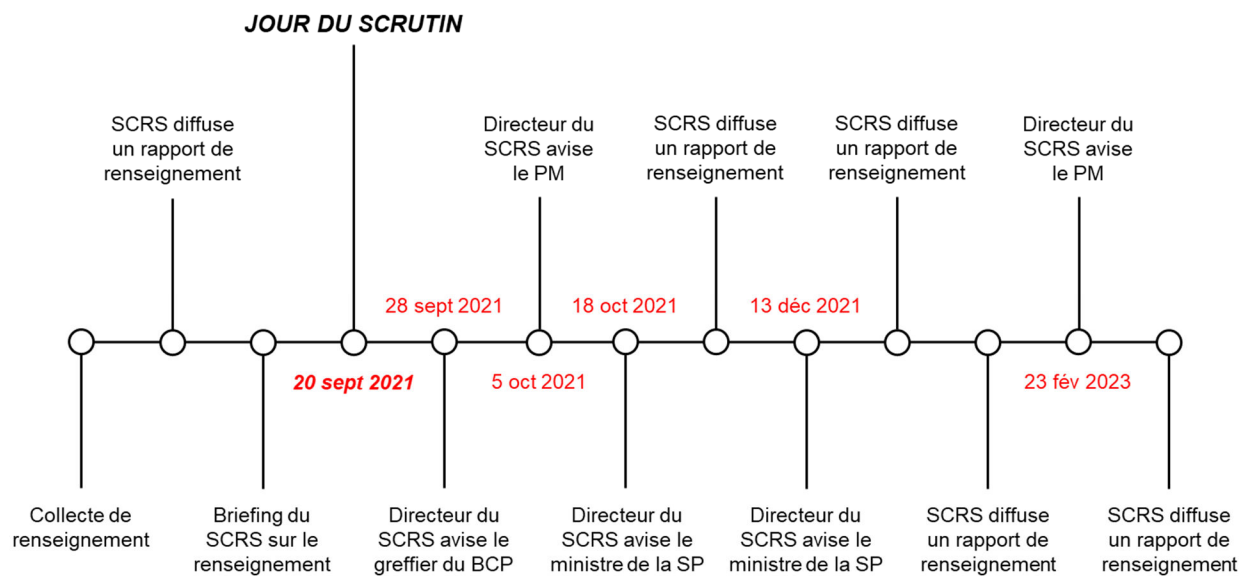 JOUR DU SCRUTIN
SCRS diffuse
un rapport de
renseignement
Directeur du
SCRS avise
le PM
SCRS diffuse
un rapport de
renseignement
SCRS diffuse
un rapport de
renseignement
Directeur du
SCRS avise
le PM
28 sept 2021
18 oct 2021
13 déc 2021
20 sept 2021
5 oct 2021
23 fév 2023
Collecte de
renseignement
Briefing du
SCRS sur le
renseignement
Directeur du
SCRS avise le
greffier du BCP
Directeur du
SCRS avise le
ministre de la SP
Directeur du
SCRS avise le
ministre de la SP
SCRS diffuse
un rapport de
renseignement
SCRS diffuse
un rapport de
renseignement